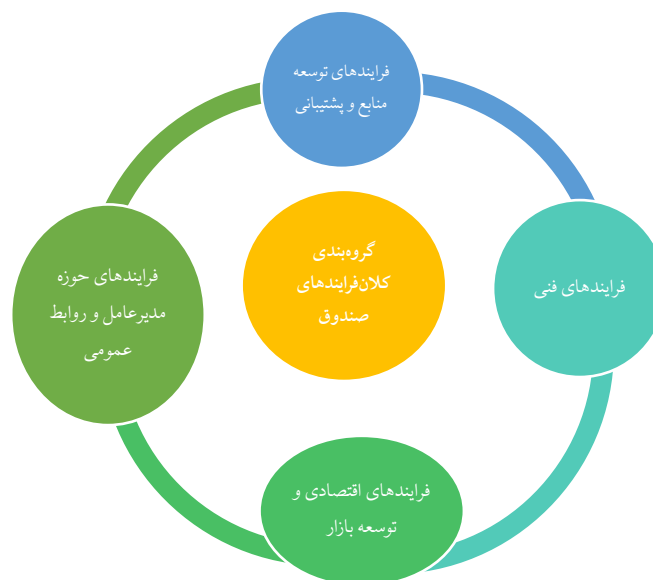 فرایندهای توسعه
منابع و پشتیبانی
گروه‌بندی
کلان‌فرایندهای
صندوق
فرایندهای فنی
فرایندهای حوزه
مدیرعامل و روابط
عمومی
فرایندهای اقتصادی و
توسعه بازار